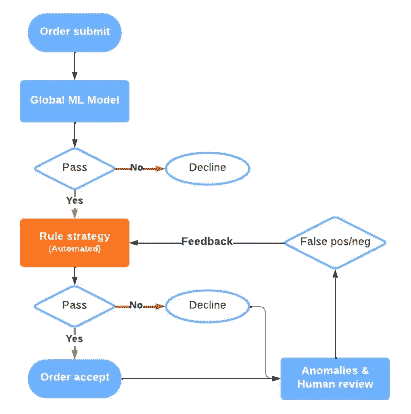 Order submit
Global ML Model
Pass
No
Decline
Yes
Rule strategy
(Automated)
Feedback
False pos/neg
Pass
No
Decline
Yes
Order accept
Anomalies &
Human review